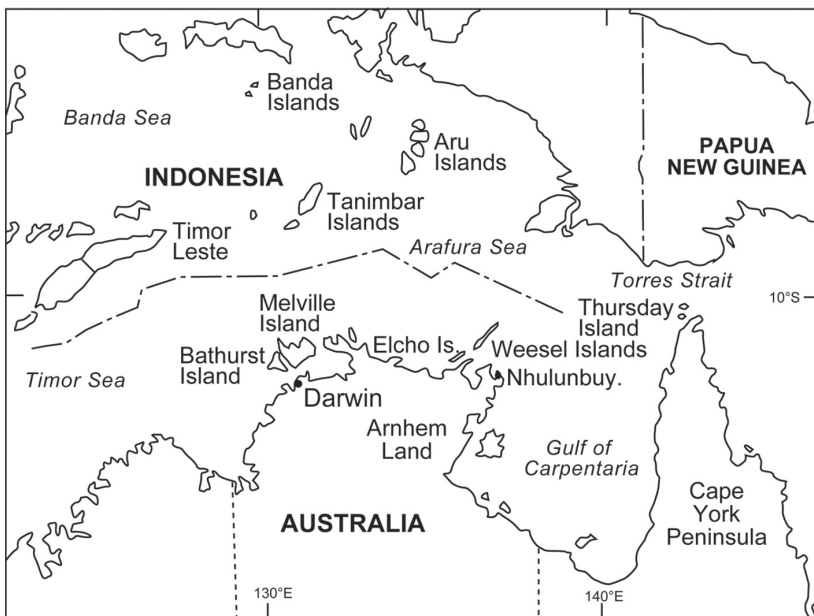 Banda
Islands
Banda Sea
Aru
Islands
PAPUA
NEW GUINEA
INDONESIA
Tanimbar
Islands
Timor
Leste
Arafura Sea
Torres Strait
10°S
Melville
Island
Thursday
Island
Elcho Is.
Weesel Islands
Bathurst
Island
Timor Sea
Nhulunbuy.
Darwin
Arnhem
Land
Gulf of
Carpentaria
Cape
York
Peninsula
AUSTRALIA
130°E
140°E